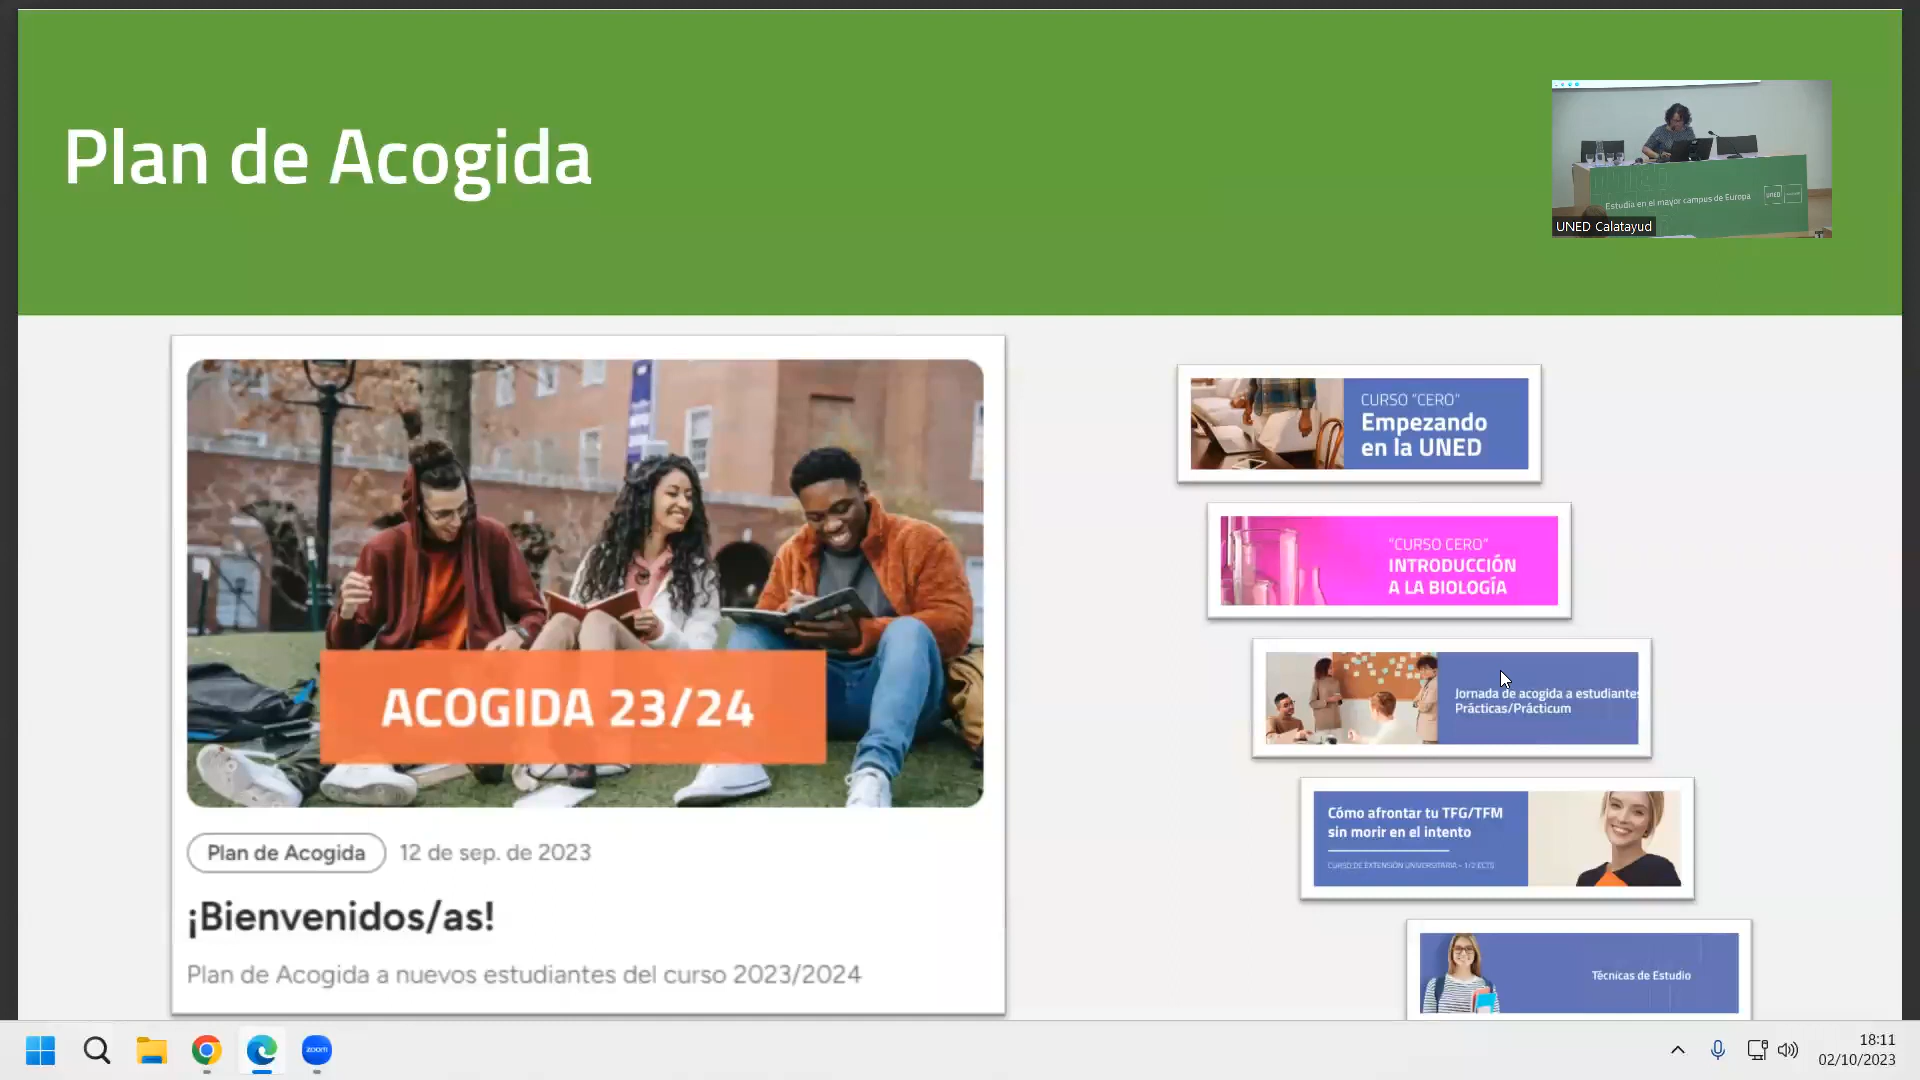 Plan de Acogida
Estudia en el mayor campus de Europa
UNED
UNED Calatayud
ACOGIDA 23/24
Plan de Acogida
12 de sep. de 2023
¡Bienvenidos/as!
Plan de Acogida a nuevos estudiantes del curso 2023/2024
CURSO "CERO"
Empezando
en la UNED
"CURSO CERO"
INTRODUCCIÓN
A LA BIOLOGÍA
Jornada de acogida a estudiantes
Prácticas/Prácticum
Cómo afrontar tu TFG/TFM
sin morir en el intento
CURSO DE EXTENSIÓN UNIVERSITARIA - 1/2 ECTS
Técnicas de Estudio
zoom
18:11
02/10/2023